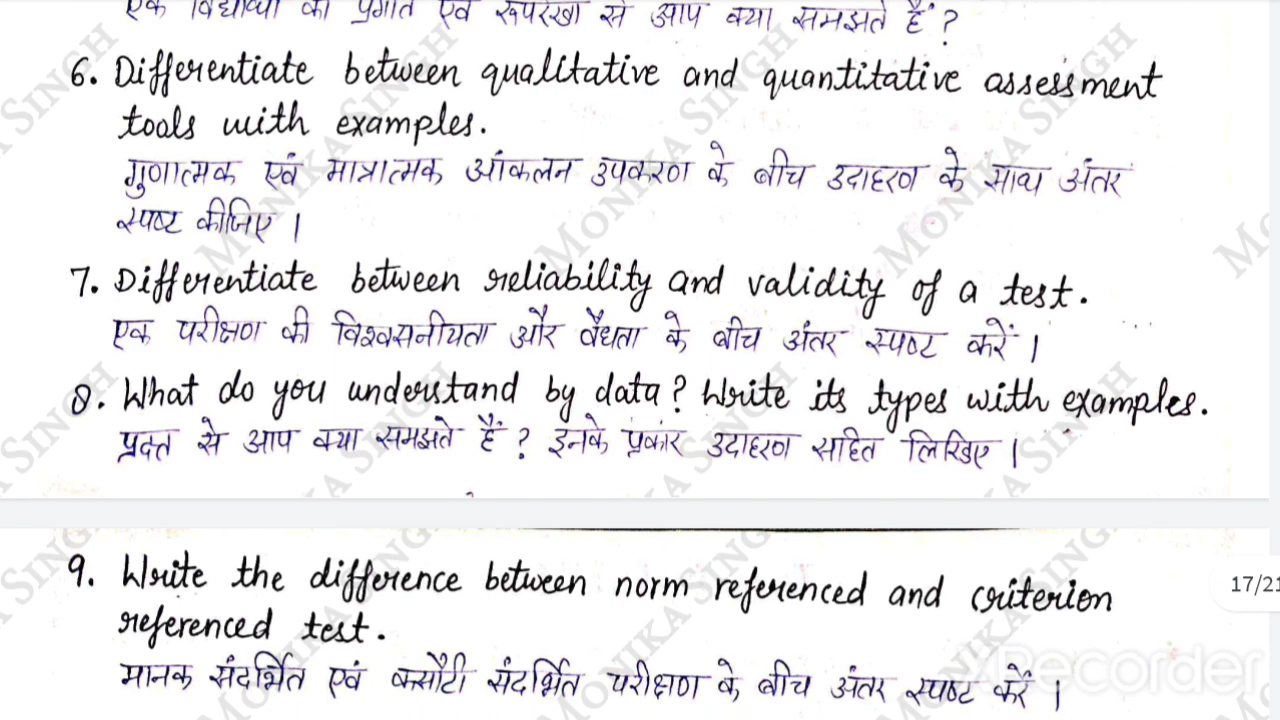 एक विद्यार्थी की प्रगति एवं रूपरेखा से आप क्या समझते हैं ?
6. Differentiate between qualitative and quantitative assessment
tools with examples.
गुणात्मक एवं मात्रात्मक आंकलन उपकरण के बीच उदाहरण के साथ अंतर
स्पष्ट कीजिए ।
7. Differentiate between reliability and validity of a test.
एक परीक्षण की विश्वसनीयता और वैधता के बीच अंतर स्पष्ट करें ।
8. What do you understand by data? Write its types with examples.
प्रदत्त से आप क्या समझते हैं ? इनके प्रकार उदाहरण सहित लिखिए ।
9. Write the difference between norm referenced and criterion
17/21
referenced test.
मानक संदर्भित एवं कसौटी संदर्भित परीक्षण के बीच अंतर स्पष्ट करें ।
Recorder
MONIKA SINGH